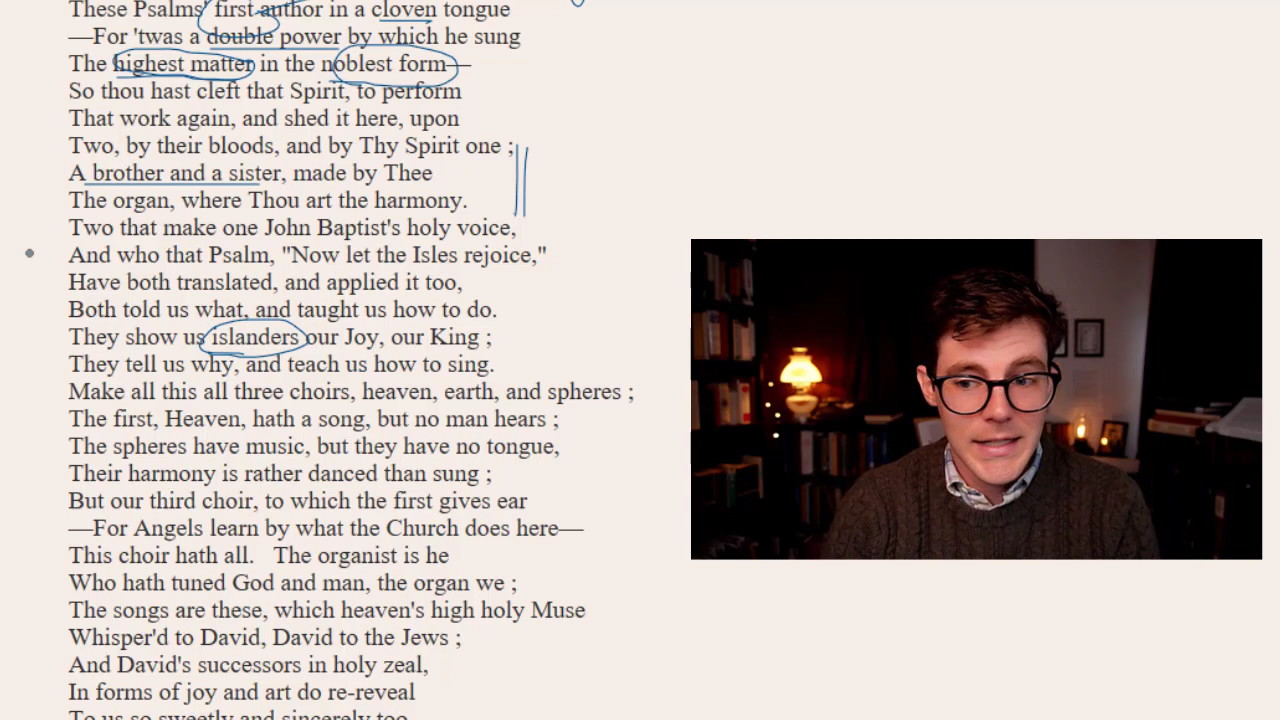 These Psalms' first author in a cloven tongue
—For 'twas a double power by which he sung
The highest matter in the noblest form—
So thou hast cleft that Spirit, to perform
That work again, and shed it here, upon
Two, by their bloods, and by Thy Spirit one ;
A brother and a sister, made by Thee
The organ, where Thou art the harmony.
Two that make one John Baptist's holy voice,
And who that Psalm, "Now let the Isles rejoice,"
Have both translated, and applied it too,
Both told us what, and taught us how to do.
They show us islanders our Joy, our King ;
They tell us why, and teach us how to sing.
Make all this all three choirs, heaven, earth, and spheres ;
The first, Heaven, hath a song, but no man hears ;
The spheres have music, but they have no tongue,
Their harmony is rather danced than sung ;
But our third choir, to which the first gives ear
—For Angels learn by what the Church does here—
This choir hath all. The organist is he
Who hath tuned God and man, the organ we ;
The songs are these, which heaven's high holy Muse
Whisper'd to David, David to the Jews ;
And David's successors in holy zeal,
In forms of joy and art do re-reveal
To us so sweetly and sincerely too,